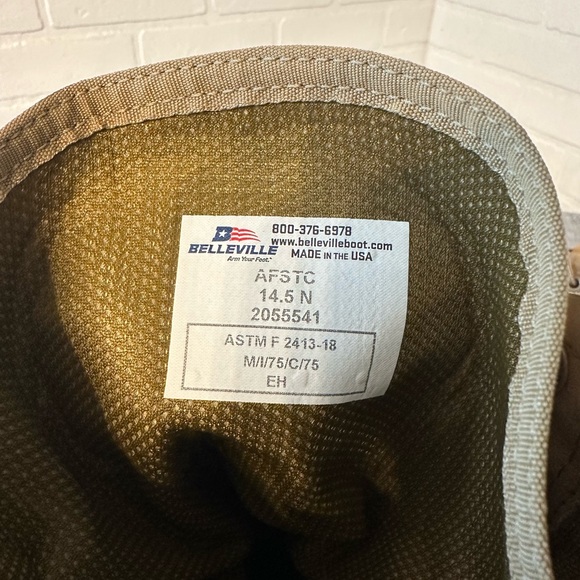 800-376-6978
BELLEVILLE www.bellevilleboot.com
Arm Your Feet.™ MADE IN THE USA
AFSTC
14.5 N
2055541
ASTM F 2413-18
M/I/75/C/75
EH